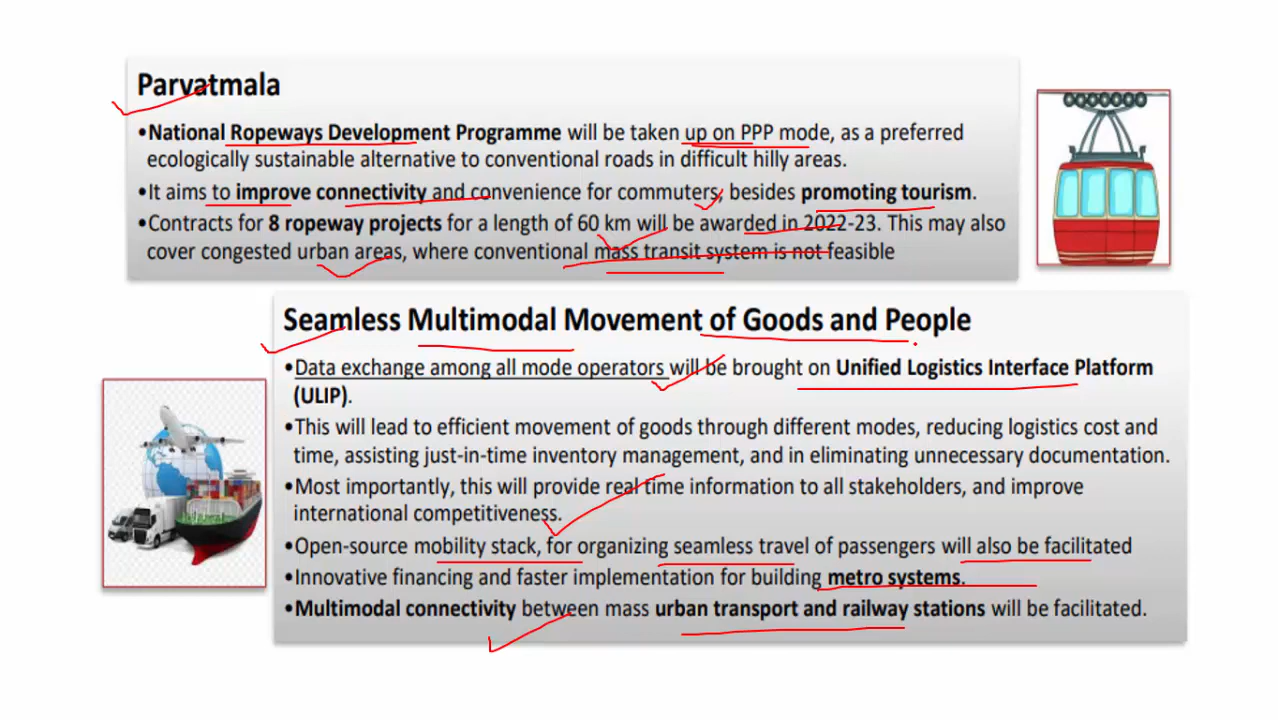 Parvatmala
•National Ropeways Development Programme will be taken up on PPP mode, as a preferred
ecologically sustainable alternative to conventional roads in difficult hilly areas.
•It aims to improve connectivity and convenience for commuters, besides promoting tourism.
•Contracts for 8 ropeway projects for a length of 60 km will be awarded in 2022-23. This may also
cover congested urban areas, where conventional mass transit system is not feasible
Seamless Multimodal Movement of Goods and People
•Data exchange among all mode operators will be brought on Unified Logistics Interface Platform
(ULIP).
•This will lead to efficient movement of goods through different modes, reducing logistics cost and
time, assisting just-in-time inventory management, and in eliminating unnecessary documentation.
•Most importantly, this will provide real time information to all stakeholders, and improve
international competitiveness.
•Open-source mobility stack, for organizing seamless travel of passengers will also be facilitated
•Innovative financing and faster implementation for building metro systems.
•Multimodal connectivity between mass urban transport and railway stations will be facilitated.